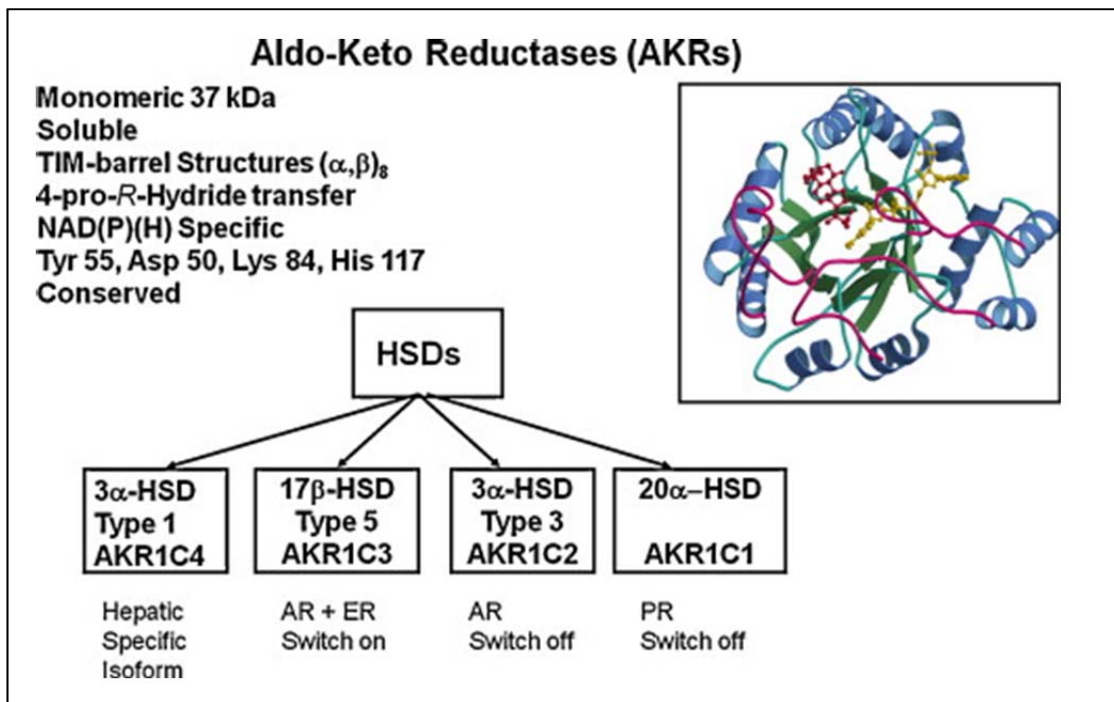 Aldo-Keto Reductases (AKRs)
Monomeric 37 kDa
Soluble
TIM-barrel Structures (α,β)₈
4-pro-R-Hydride transfer
NAD(P)(H) Specific
Tyr 55, Asp 50, Lys 84, His 117
Conserved
HSDs
3α-HSD
Type 1
AKR1C4
17β-HSD
Type 5
AKR1C3
3α-HSD
Type 3
AKR1C2
20α–HSD
AKR1C1
Hepatic
Specific
Isoform
AR + ER
Switch on
AR
Switch off
PR
Switch off